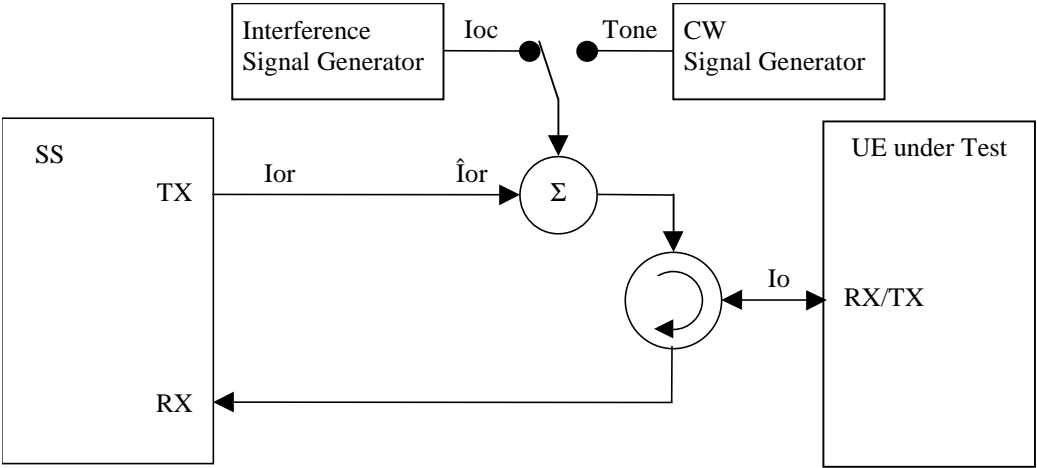 Interference
Signal Generator
Ioc
Tone
CW
Signal Generator
SS
UE under Test
TX
Ior
Îor
Σ
Io
RX/TX
RX